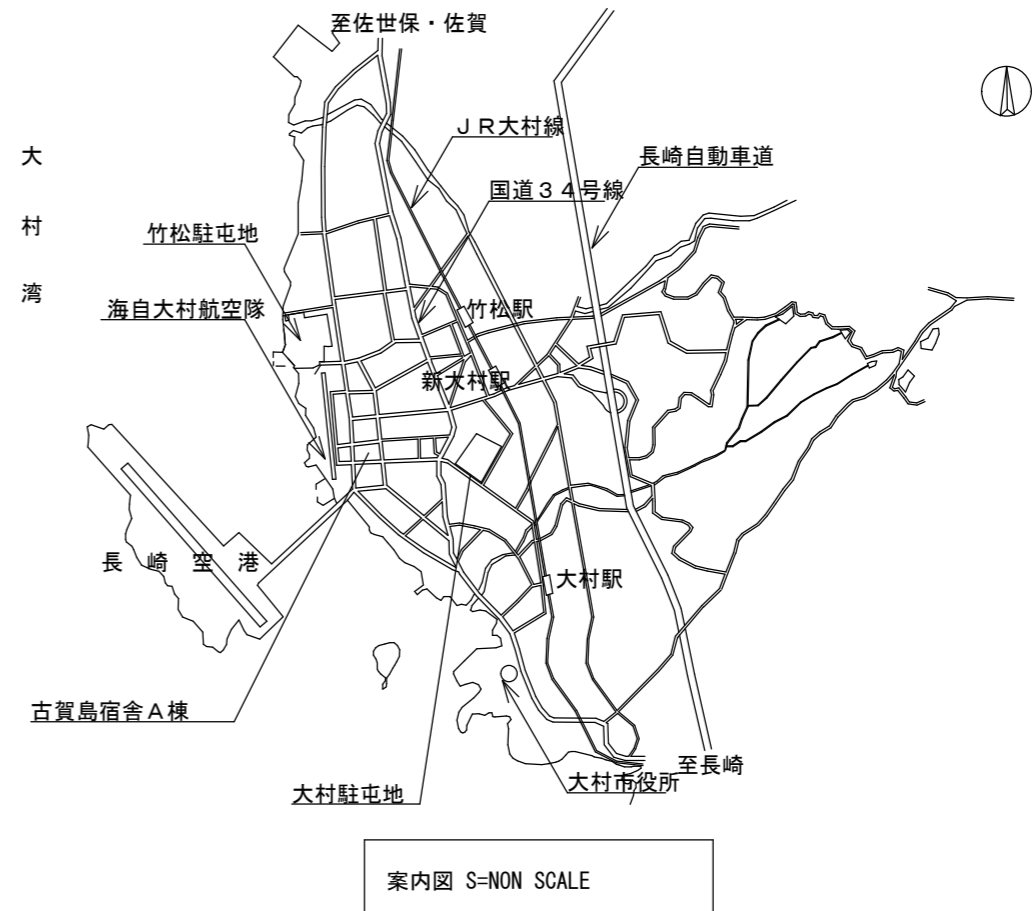 至佐世保・佐賀
ＪＲ大村線
長崎自動車道
国道３４号線
大村湾
竹松駐屯地
海自大村航空隊
竹松駅
新大村駅
長崎空港
大村駅
古賀島宿舎Ａ棟
至長崎
大村駐屯地
大村市役所
案内図 S=NON SCALE